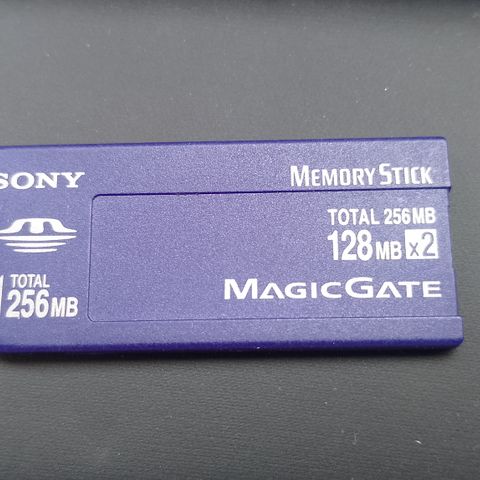 SONY
MEMORY STICK
TOTAL 256MB
128MB x2
MAGICGATE
TOTAL
256MB